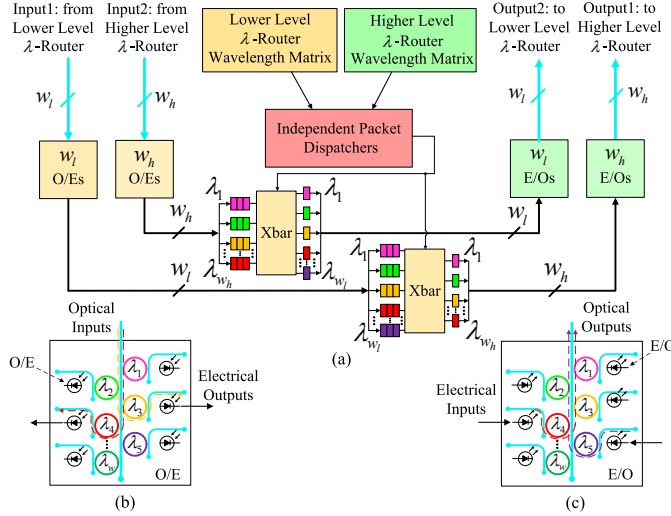 Input1: from Lower Level λ-Router
Input2: from Higher Level λ-Router
Lower Level λ-Router Wavelength Matrix
Higher Level λ-Router Wavelength Matrix
Output2: to Lower Level λ-Router
Output1: to Higher Level λ-Router
w_l
w_h
w_l
w_h
Independent Packet Dispatchers
w_l O/Es
w_h O/Es
w_l E/Os
w_h E/Os
λ_1
λ_1
w_h
Xbar
w_l
λ_{w_h}
λ_{w_l}
w_l
λ_1
λ_1
Xbar
w_h
λ_{w_l}
λ_{w_h}
Optical Inputs
(a)
Optical Outputs
O/E
E/O
λ_1
λ_2
λ_3
λ_4
λ_5
λ_w
Electrical Outputs
O/E
(b)
Electrical Inputs
λ_1
λ_2
λ_3
λ_4
λ_5
λ_w
E/O
(c)